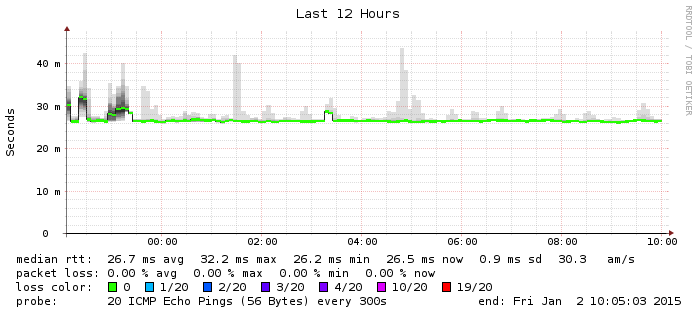 Last 12 Hours
RRDTOOL / TOBI OETIKER
Seconds
40 m
30 m
20 m
10 m
0
00:00 02:00 04:00 06:00 08:00 10:00
median rtt: 26.7 ms avg 32.2 ms max 26.2 ms min 26.5 ms now 0.9 ms sd 30.3 am/s
packet loss: 0.00 % avg 0.00 % max 0.00 % min 0.00 % now
loss color: 0 1/20 2/20 3/20 4/20 10/20 19/20
probe: 20 ICMP Echo Pings (56 Bytes) every 300s end: Fri Jan 2 10:05:03 2015